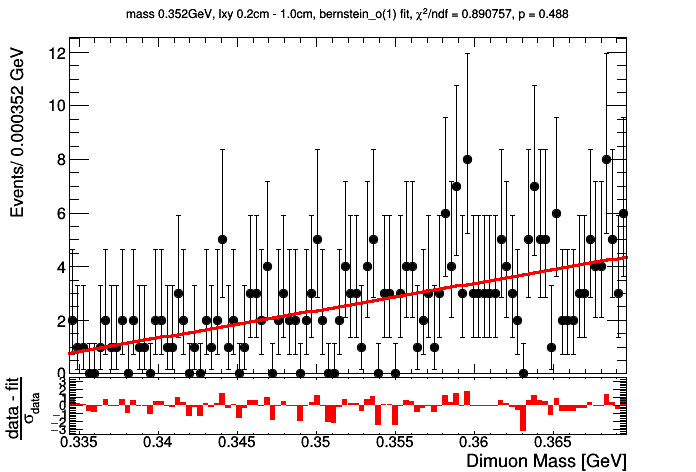 mass 0.352GeV, lxy 0.2cm - 1.0cm, bernstein_o(1) fit, χ²/ndf = 0.890757, p = 0.488
Events/ 0.000352 GeV
12
10
8
6
4
2
0
data - fit
σdata
3
2
1
0
−1
−2
−3
0.335 0.34 0.345 0.35 0.355 0.36 0.365
Dimuon Mass [GeV]